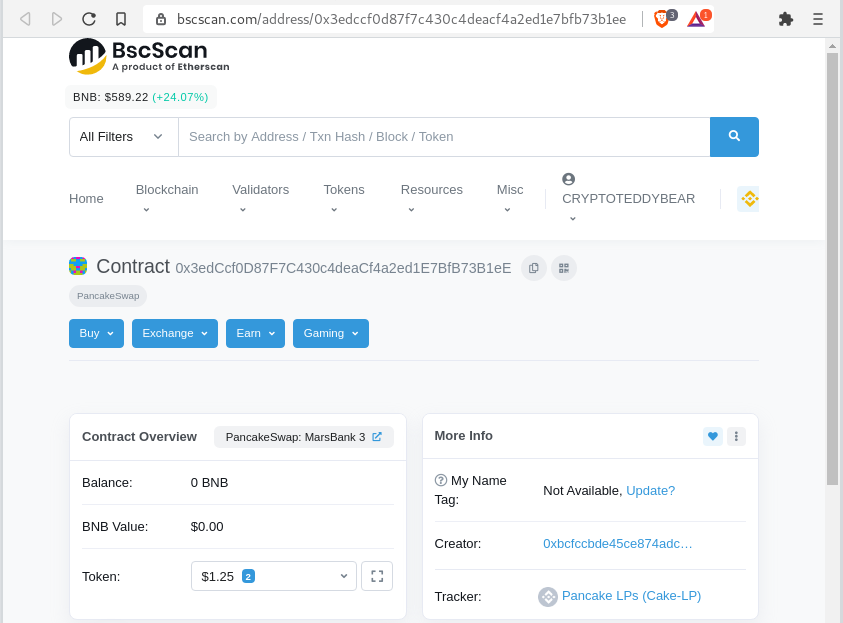 bscscan.com/address/0x3edccf0d87f7c430c4deacf4a2ed1e7bfb73b1ee
3
1
BscScan
A product of Etherscan
BNB: $589.22 (+24.07%)
All Filters
Search by Address / Txn Hash / Block / Token
Home
Blockchain
Validators
Tokens
Resources
Misc
CRYPTOTEDDYBEAR
Contract 0x3edCcf0D87F7C430c4deaCf4a2ed1E7BfB73B1eE
PancakeSwap
Buy
Exchange
Earn
Gaming
Contract Overview
PancakeSwap: MarsBank 3
Balance:
0 BNB
BNB Value:
$0.00
Token:
$1.25 2
More Info
My Name
Tag:
Not Available, Update?
Creator:
0xbcfccbde45ce874adc…
Tracker:
Pancake LPs (Cake-LP)